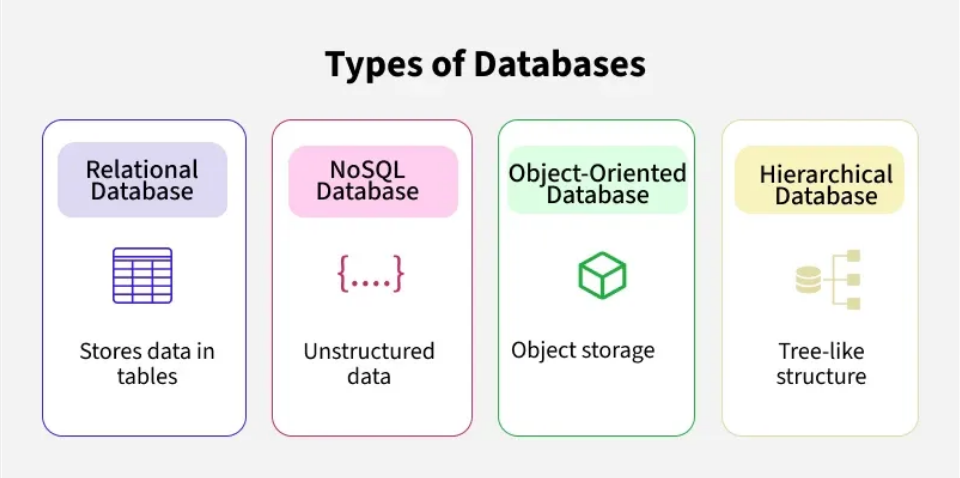 Types of Databases
Relational
Database
NoSQL
Database
Object-Oriented
Database
Hierarchical
Database
{....}
Stores data in
tables
Unstructured
data
Object storage
Tree-like
structure